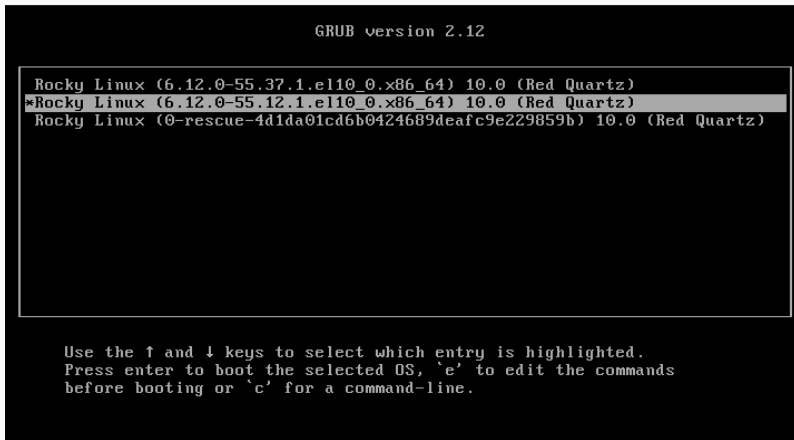 GRUB version 2.12
Rocky Linux (6.12.0-55.37.1.el10_0.x86_64) 10.0 (Red Quartz)
*Rocky Linux (6.12.0-55.12.1.el10_0.x86_64) 10.0 (Red Quartz)
Rocky Linux (0-rescue-4d1da01cd6b0424689deafc9e229859b) 10.0 (Red Quartz)
Use the ↑ and ↓ keys to select which entry is highlighted.
Press enter to boot the selected OS, `e' to edit the commands
before booting or `c' for a command-line.